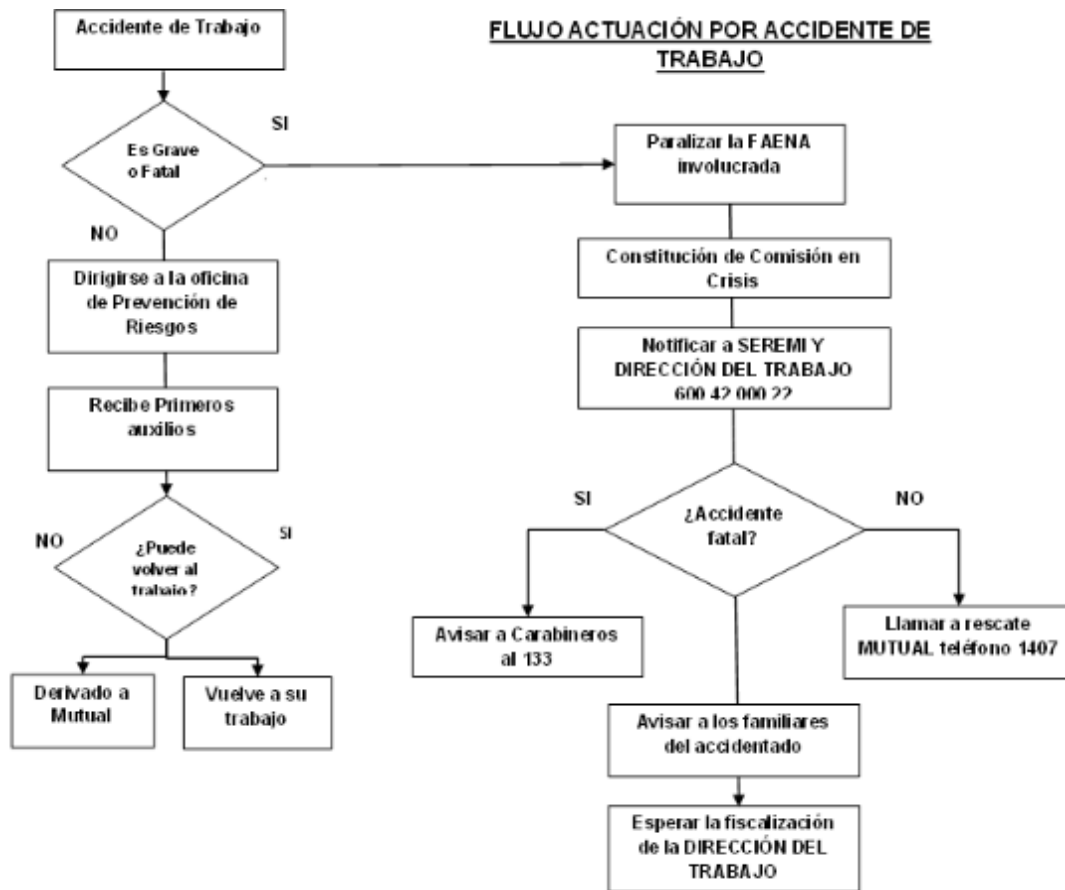 FLUJO ACTUACIÓN POR ACCIDENTE DE
TRABAJO
Accidente de Trabajo
Es Grave
o Fatal
SI
NO
Dirigirse a la oficina
de Prevención de
Riesgos
Recibe Primeros
auxilios
NO
SI
¿Puede
volver al
trabajo?
Derivado a
Mutual
Vuelve a su
trabajo
Paralizar la FAENA
involucrada
Constitución de Comisión en
Crisis
Notificar a SEREMI Y
DIRECCIÓN DEL TRABAJO
600 42 000 22
SI
NO
¿Accidente
fatal?
Avisar a Carabineros
al 133
Llamar a rescate
MUTUAL teléfono 1407
Avisar a los familiares
del accidentado
Esperar la fiscalización
de la DIRECCIÓN DEL
TRABAJO